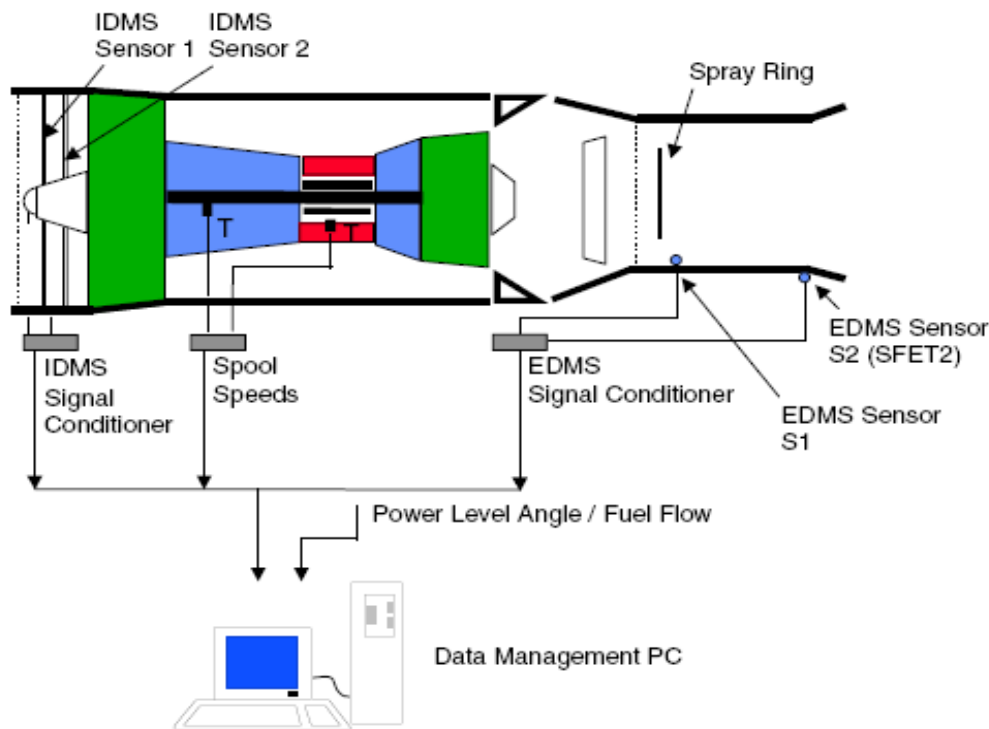 IDMS
Sensor 1
IDMS
Sensor 2
Spray Ring
T
T
IDMS
Signal
Conditioner
Spool
Speeds
EDMS
Signal Conditioner
EDMS Sensor
S2 (SFET2)
EDMS Sensor
S1
Power Level Angle / Fuel Flow
Data Management PC